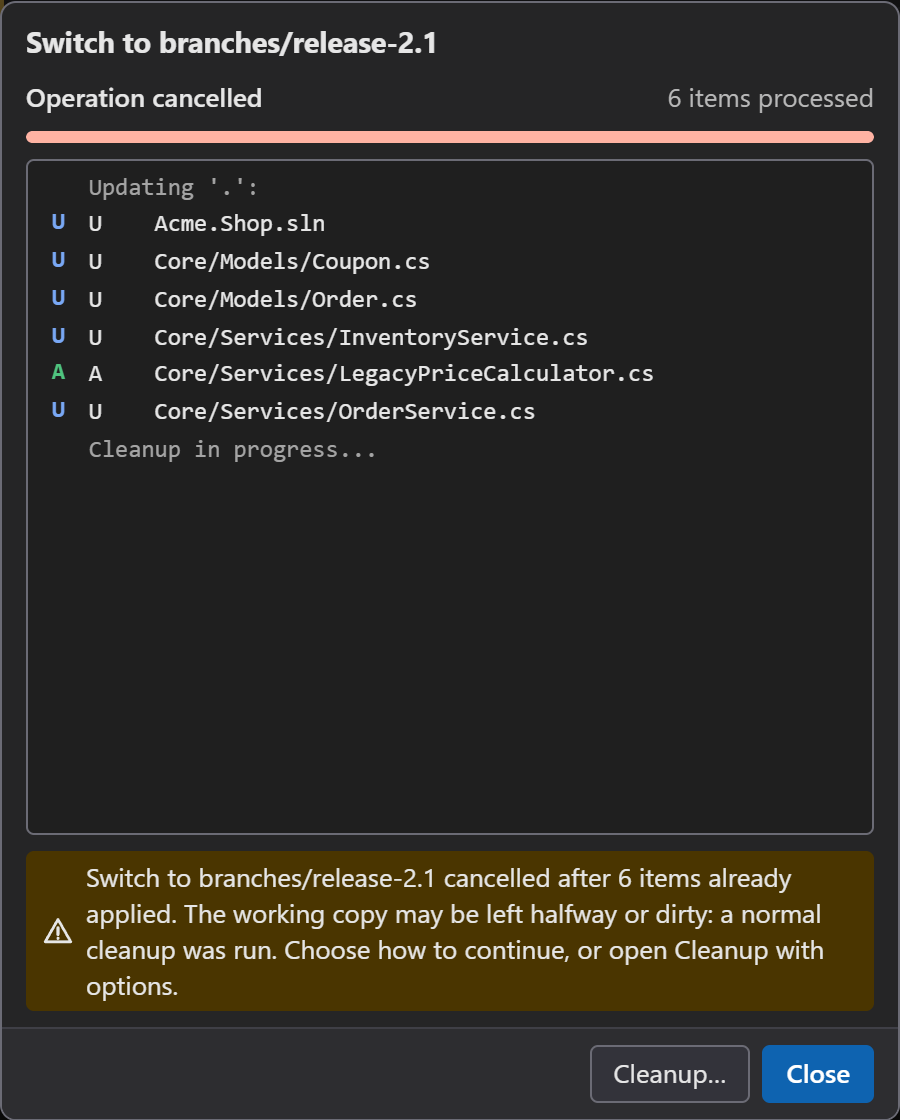 Switch to branches/release-2.1
Operation cancelled 6 items processed
Updating '.':
U U Acme.Shop.sln
U U Core/Models/Coupon.cs
U U Core/Models/Order.cs
U U Core/Services/InventoryService.cs
A A Core/Services/LegacyPriceCalculator.cs
U U Core/Services/OrderService.cs
Cleanup in progress...
Switch to branches/release-2.1 cancelled after 6 items already
applied. The working copy may be left halfway or dirty: a normal
cleanup was run. Choose how to continue, or open Cleanup with
options.
Cleanup... Close